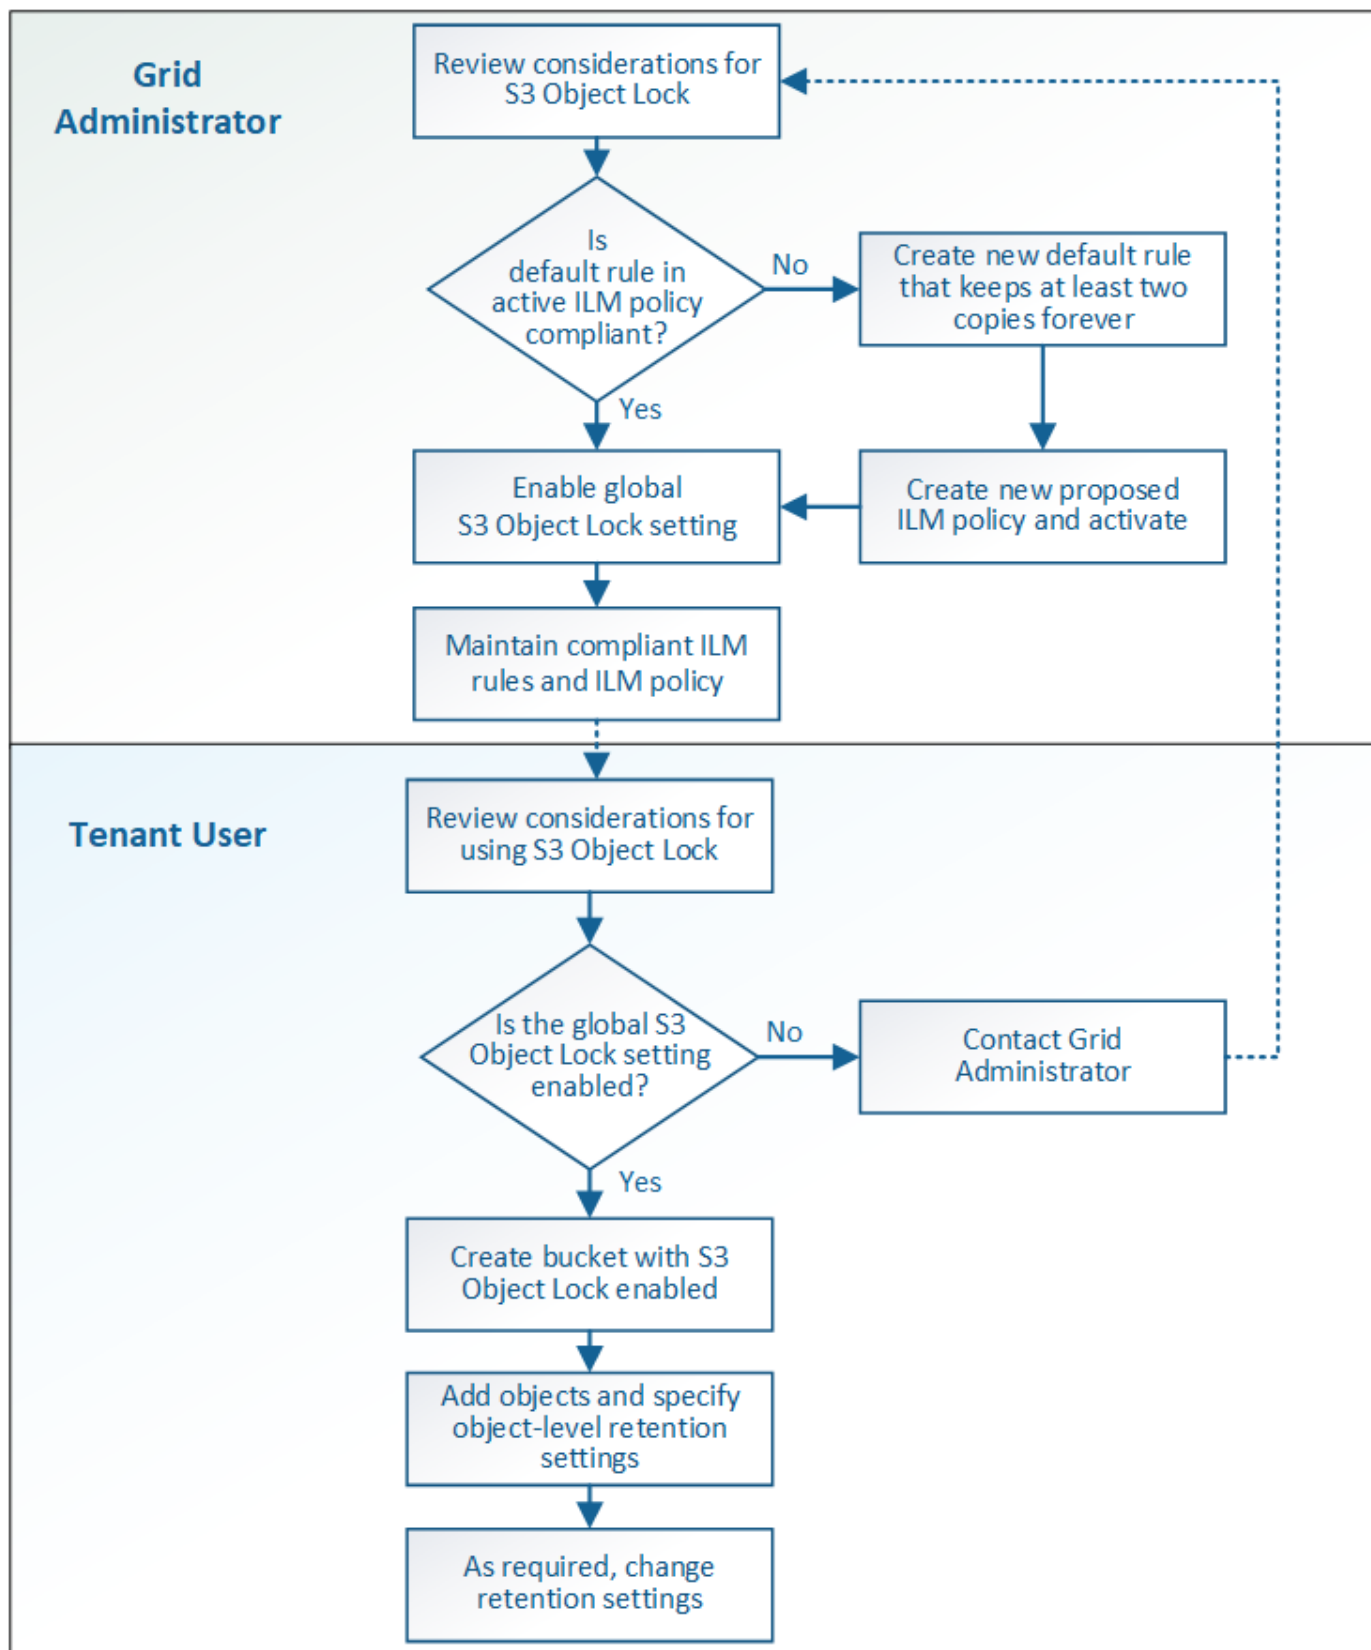 Grid
Administrator
Review considerations for
S3 Object Lock
Is
default rule in
active ILM policy
compliant?
No
Create new default rule
that keeps at least two
copies forever
Yes
Enable global
S3 Object Lock setting
Create new proposed
ILM policy and activate
Maintain compliant ILM
rules and ILM policy
Tenant User
Review considerations for
using S3 Object Lock
Is the global S3
Object Lock setting
enabled?
No
Contact Grid
Administrator
Yes
Create bucket with S3
Object Lock enabled
Add objects and specify
object-level retention
settings
As required, change
retention settings